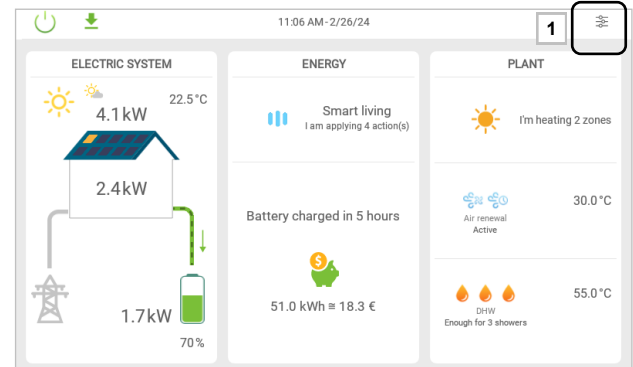 11:06 AM-2/26/24
1
ELECTRIC SYSTEM
22.5°C
4.1kW
2.4kW
1.7kW
70%
ENERGY
Smart living
I am applying 4 action(s)
Battery charged in 5 hours
$
51.0 kWh ≅ 18.3 €
PLANT
I'm heating 2 zones
Air renewal
Active
30.0°C
DHW
Enough for 3 showers
55.0°C